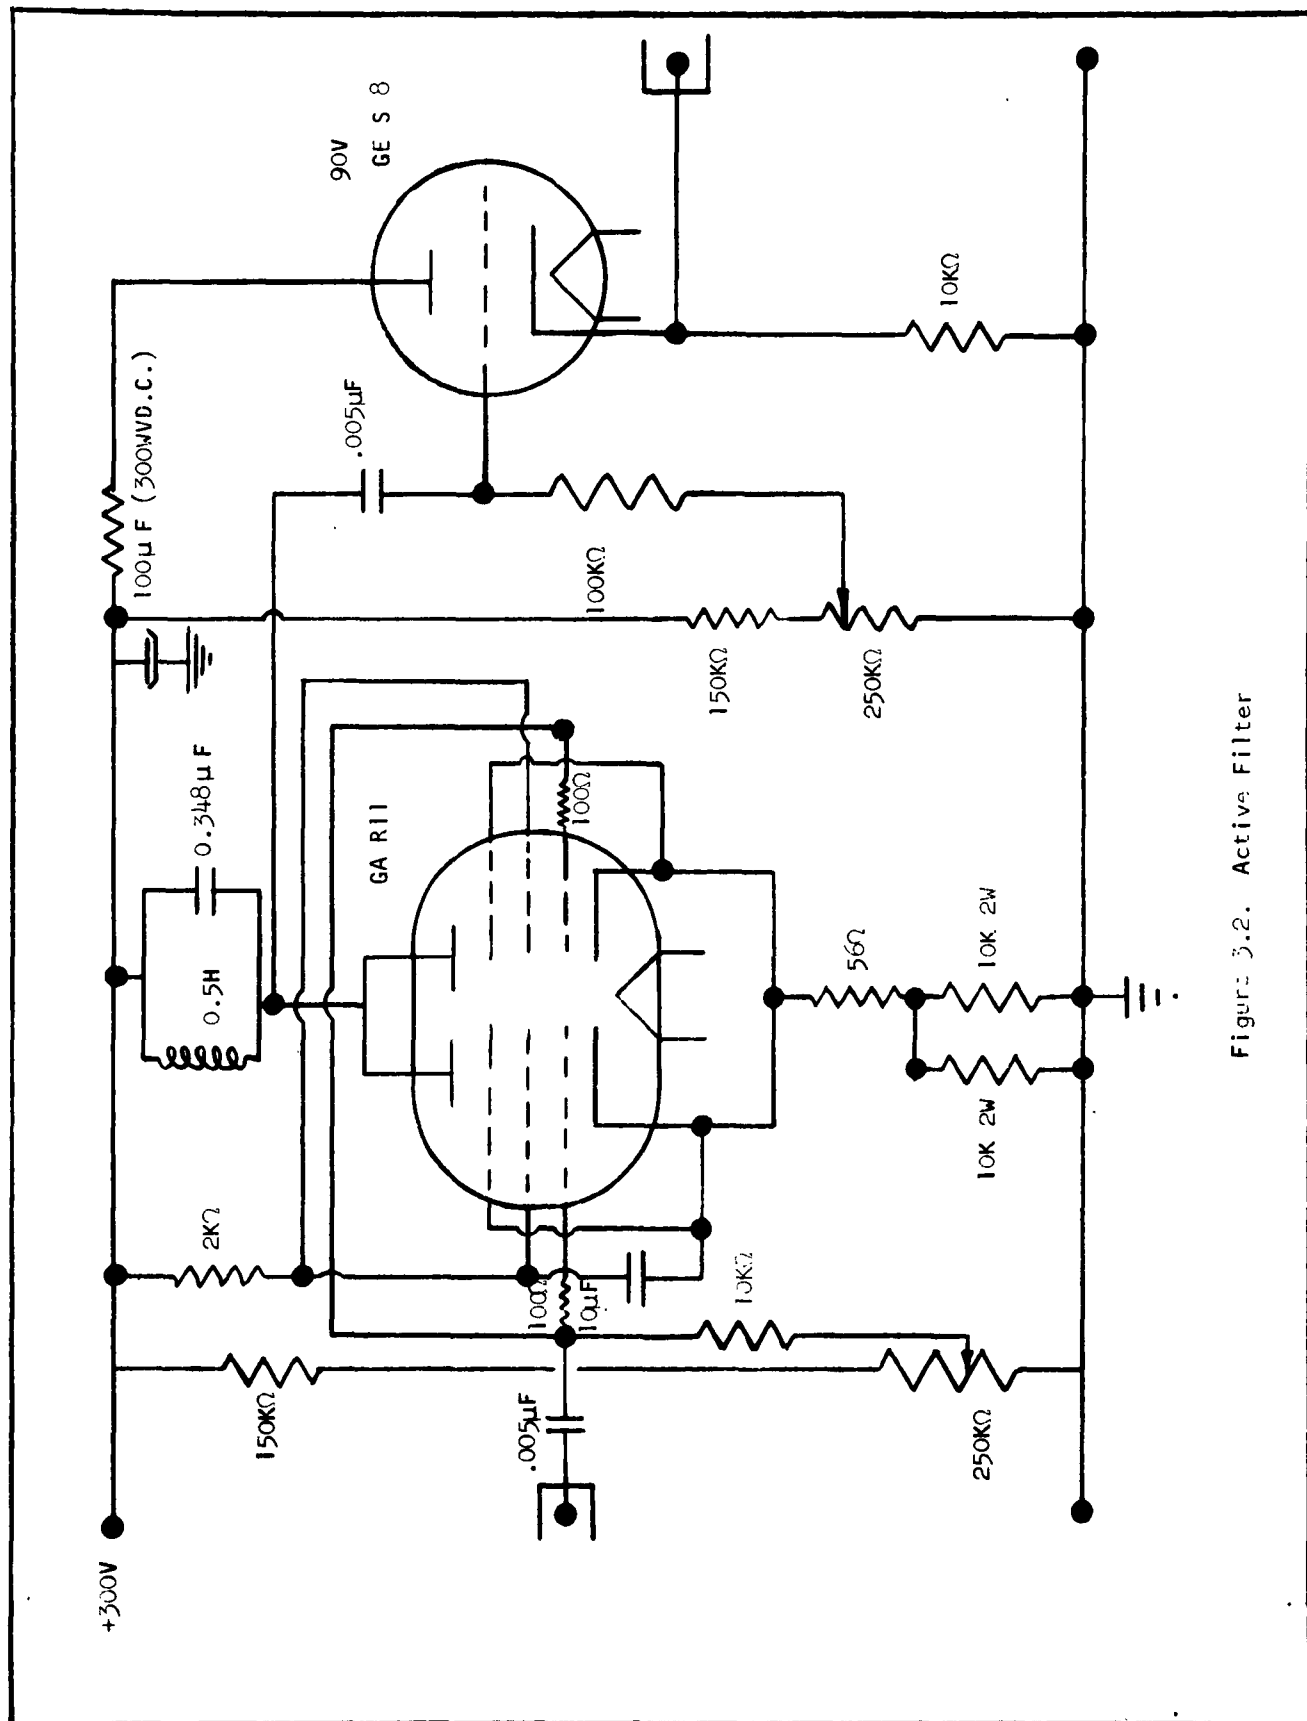 +300V
150KΩ
2KΩ
0.5H
0.348µF
100µF (300WVD.C.)
90V
GE S 8
.005µF
GA R11
100Ω
10µF
100Ω
.005µF
10KΩ
100KΩ
150KΩ
250KΩ
10KΩ
250KΩ
56Ω
10K 2W
10K 2W
Figure 3.2. Active Filter